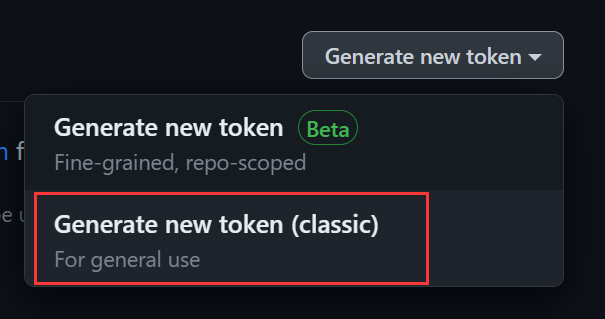 Generate new token
Generate new token Beta
Fine-grained, repo-scoped
Generate new token (classic)
For general use